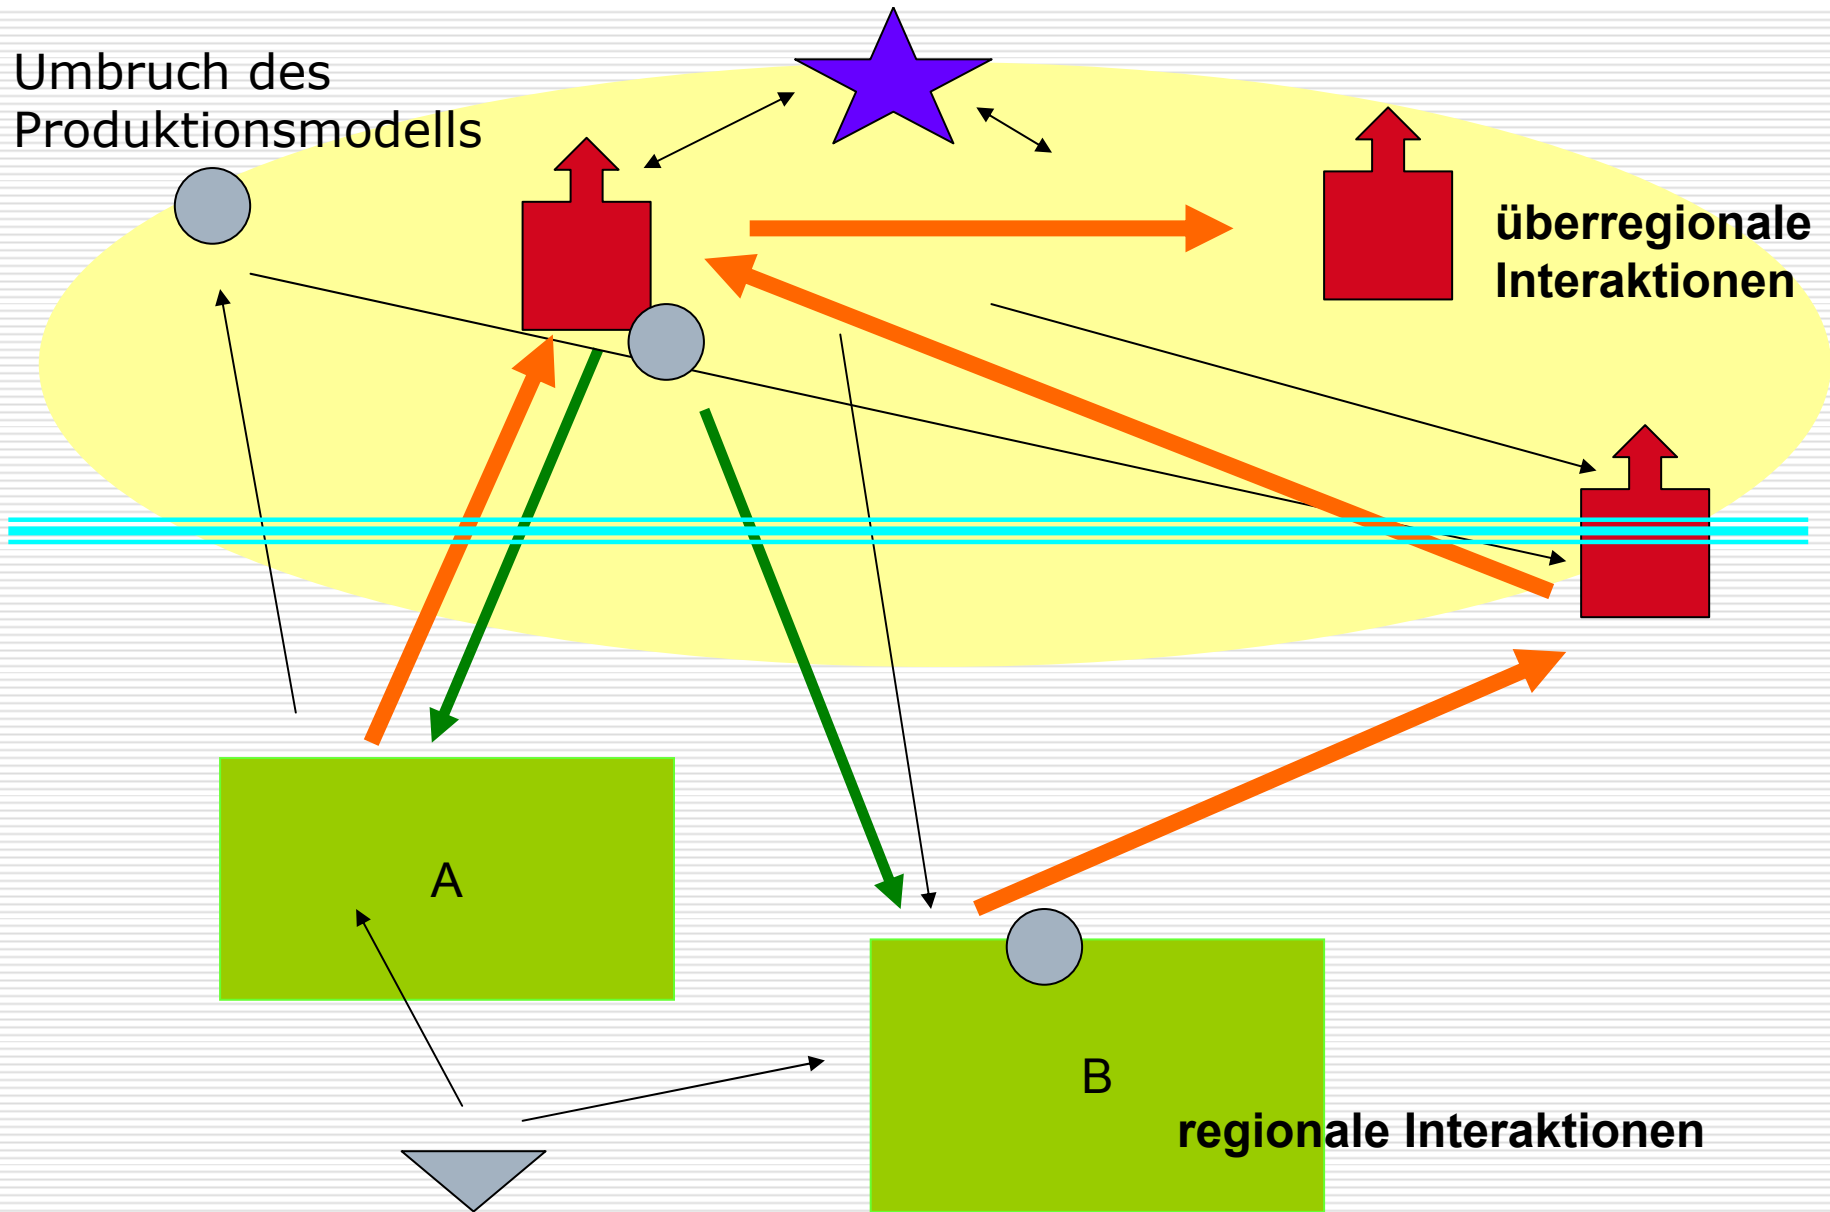 Umbruch des
Produktionsmodells
überregionale
Interaktionen
A
B
regionale Interaktionen